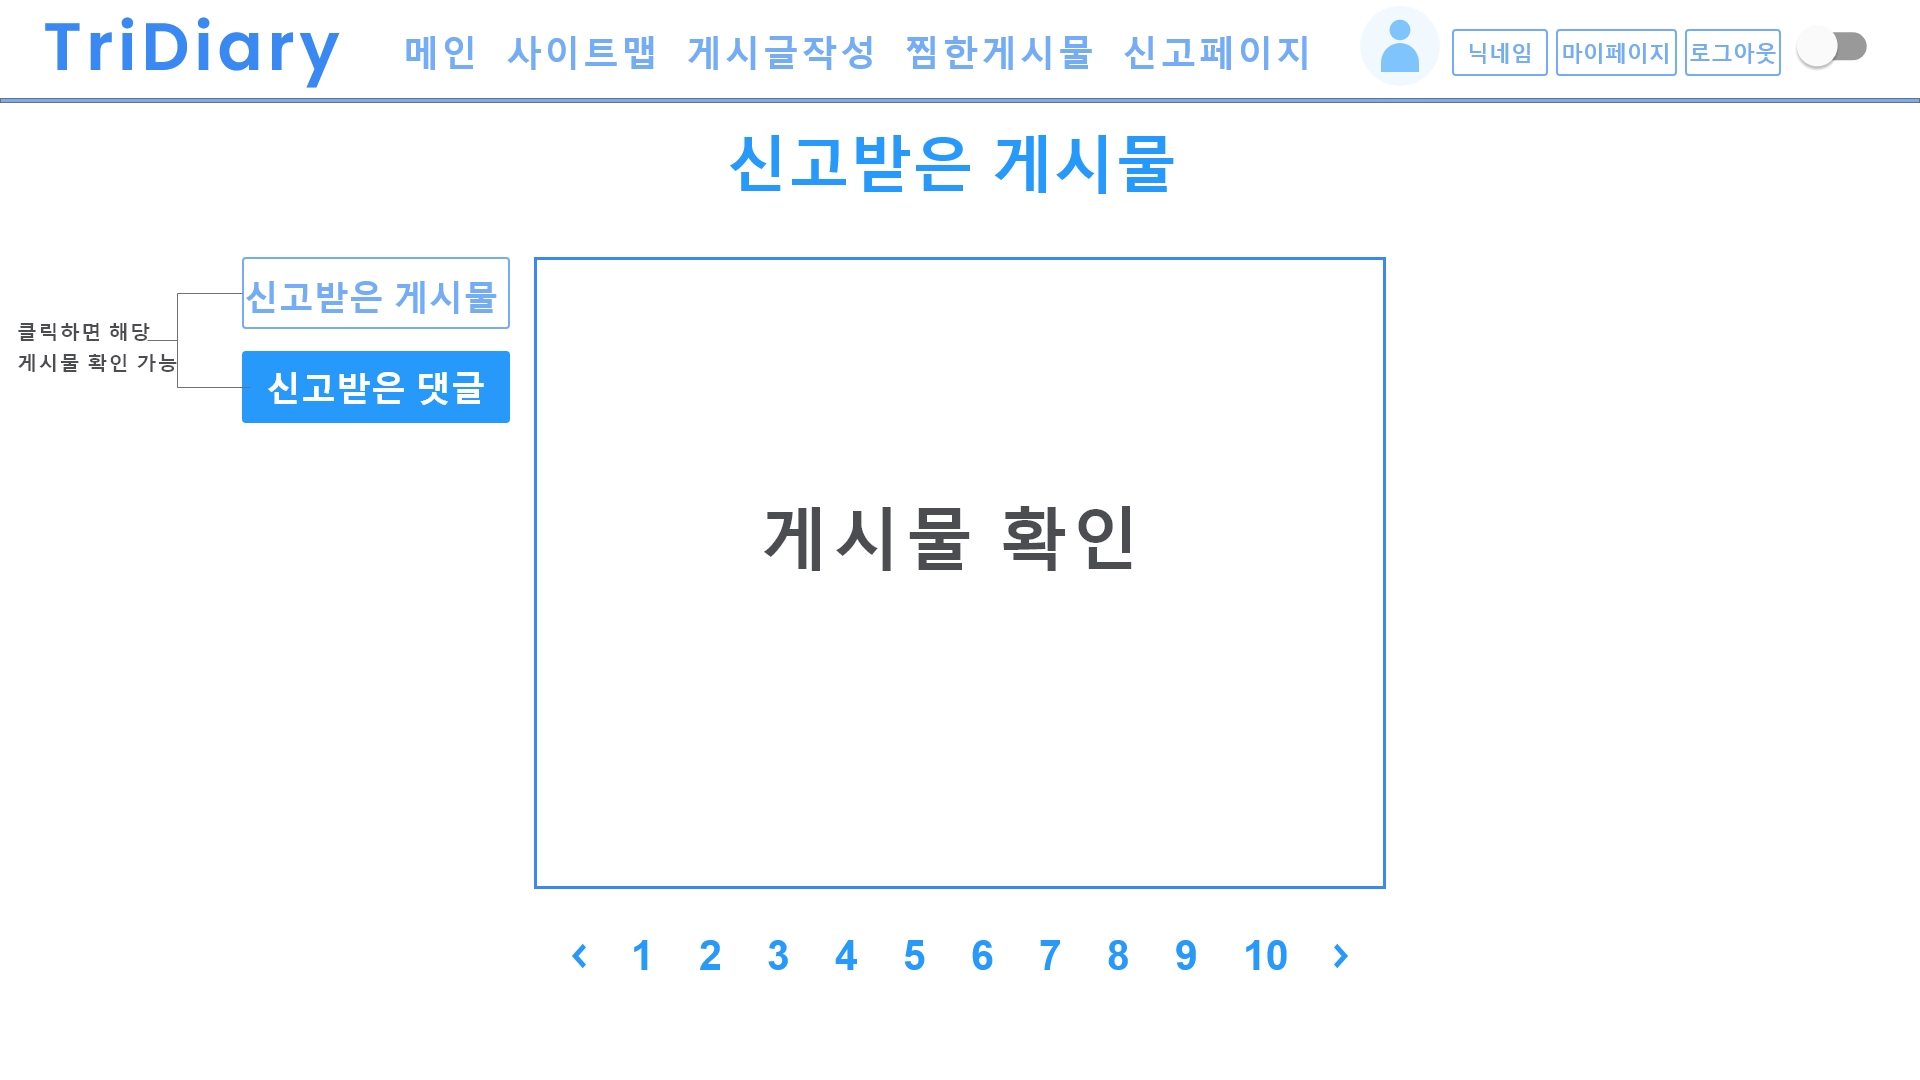 TriDiary
메인 사이트맵 게시글작성 찜한게시물 신고페이지
닉네임 마이페이지 로그아웃
신고받은 게시물
신고받은 게시물
클릭하면 해당
게시물 확인 가능
신고받은 댓글
게시물 확인
‹ 1 2 3 4 5 6 7 8 9 10 ›